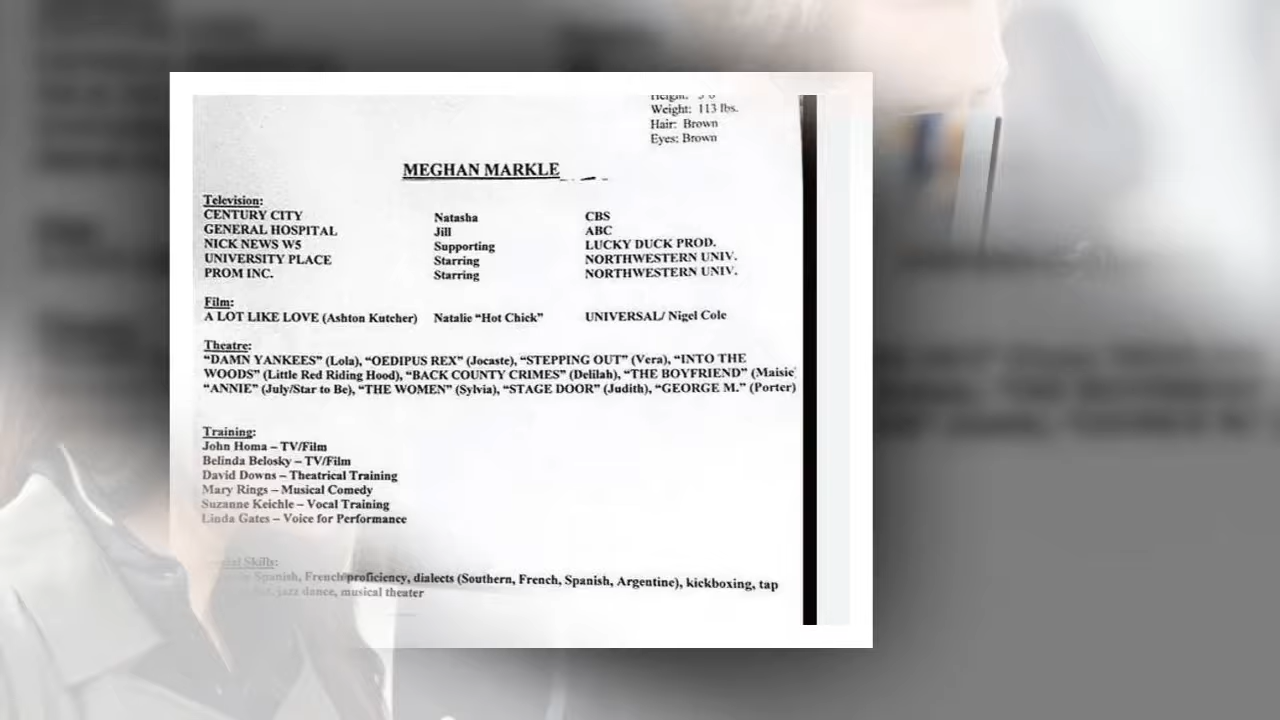 Height:
Weight: 113 lbs.
Hair: Brown
Eyes: Brown
MEGHAN MARKLE
Television:
CENTURY CITY Natasha CBS
GENERAL HOSPITAL Jill ABC
NICK NEWS W5 Supporting LUCKY DUCK PROD.
UNIVERSITY PLACE Starring NORTHWESTERN UNIV.
PROM INC. Starring NORTHWESTERN UNIV.
Film:
A LOT LIKE LOVE (Ashton Kutcher) Natalie “Hot Chick” UNIVERSAL/ Nigel Cole
Theatre:
“DAMN YANKEES” (Lola), “OEDIPUS REX” (Jocaste), “STEPPING OUT” (Vera), “INTO THE
WOODS” (Little Red Riding Hood), “BACK COUNTY CRIMES” (Delilah), “THE BOYFRIEND” (Maisie
“ANNIE” (July/Star to Be), “THE WOMEN” (Sylvia), “STAGE DOOR” (Judith), “GEORGE M.” (Porter)
Training:
John Homa – TV/Film
Belinda Belosky – TV/Film
David Downs – Theatrical Training
Mary Rings – Musical Comedy
Suzanne Keichle – Vocal Training
Linda Gates – Voice for Performance
Skills:
Spanish, French proficiency, dialects (Southern, French, Spanish, Argentine), kickboxing, tap
jazz dance, musical theater